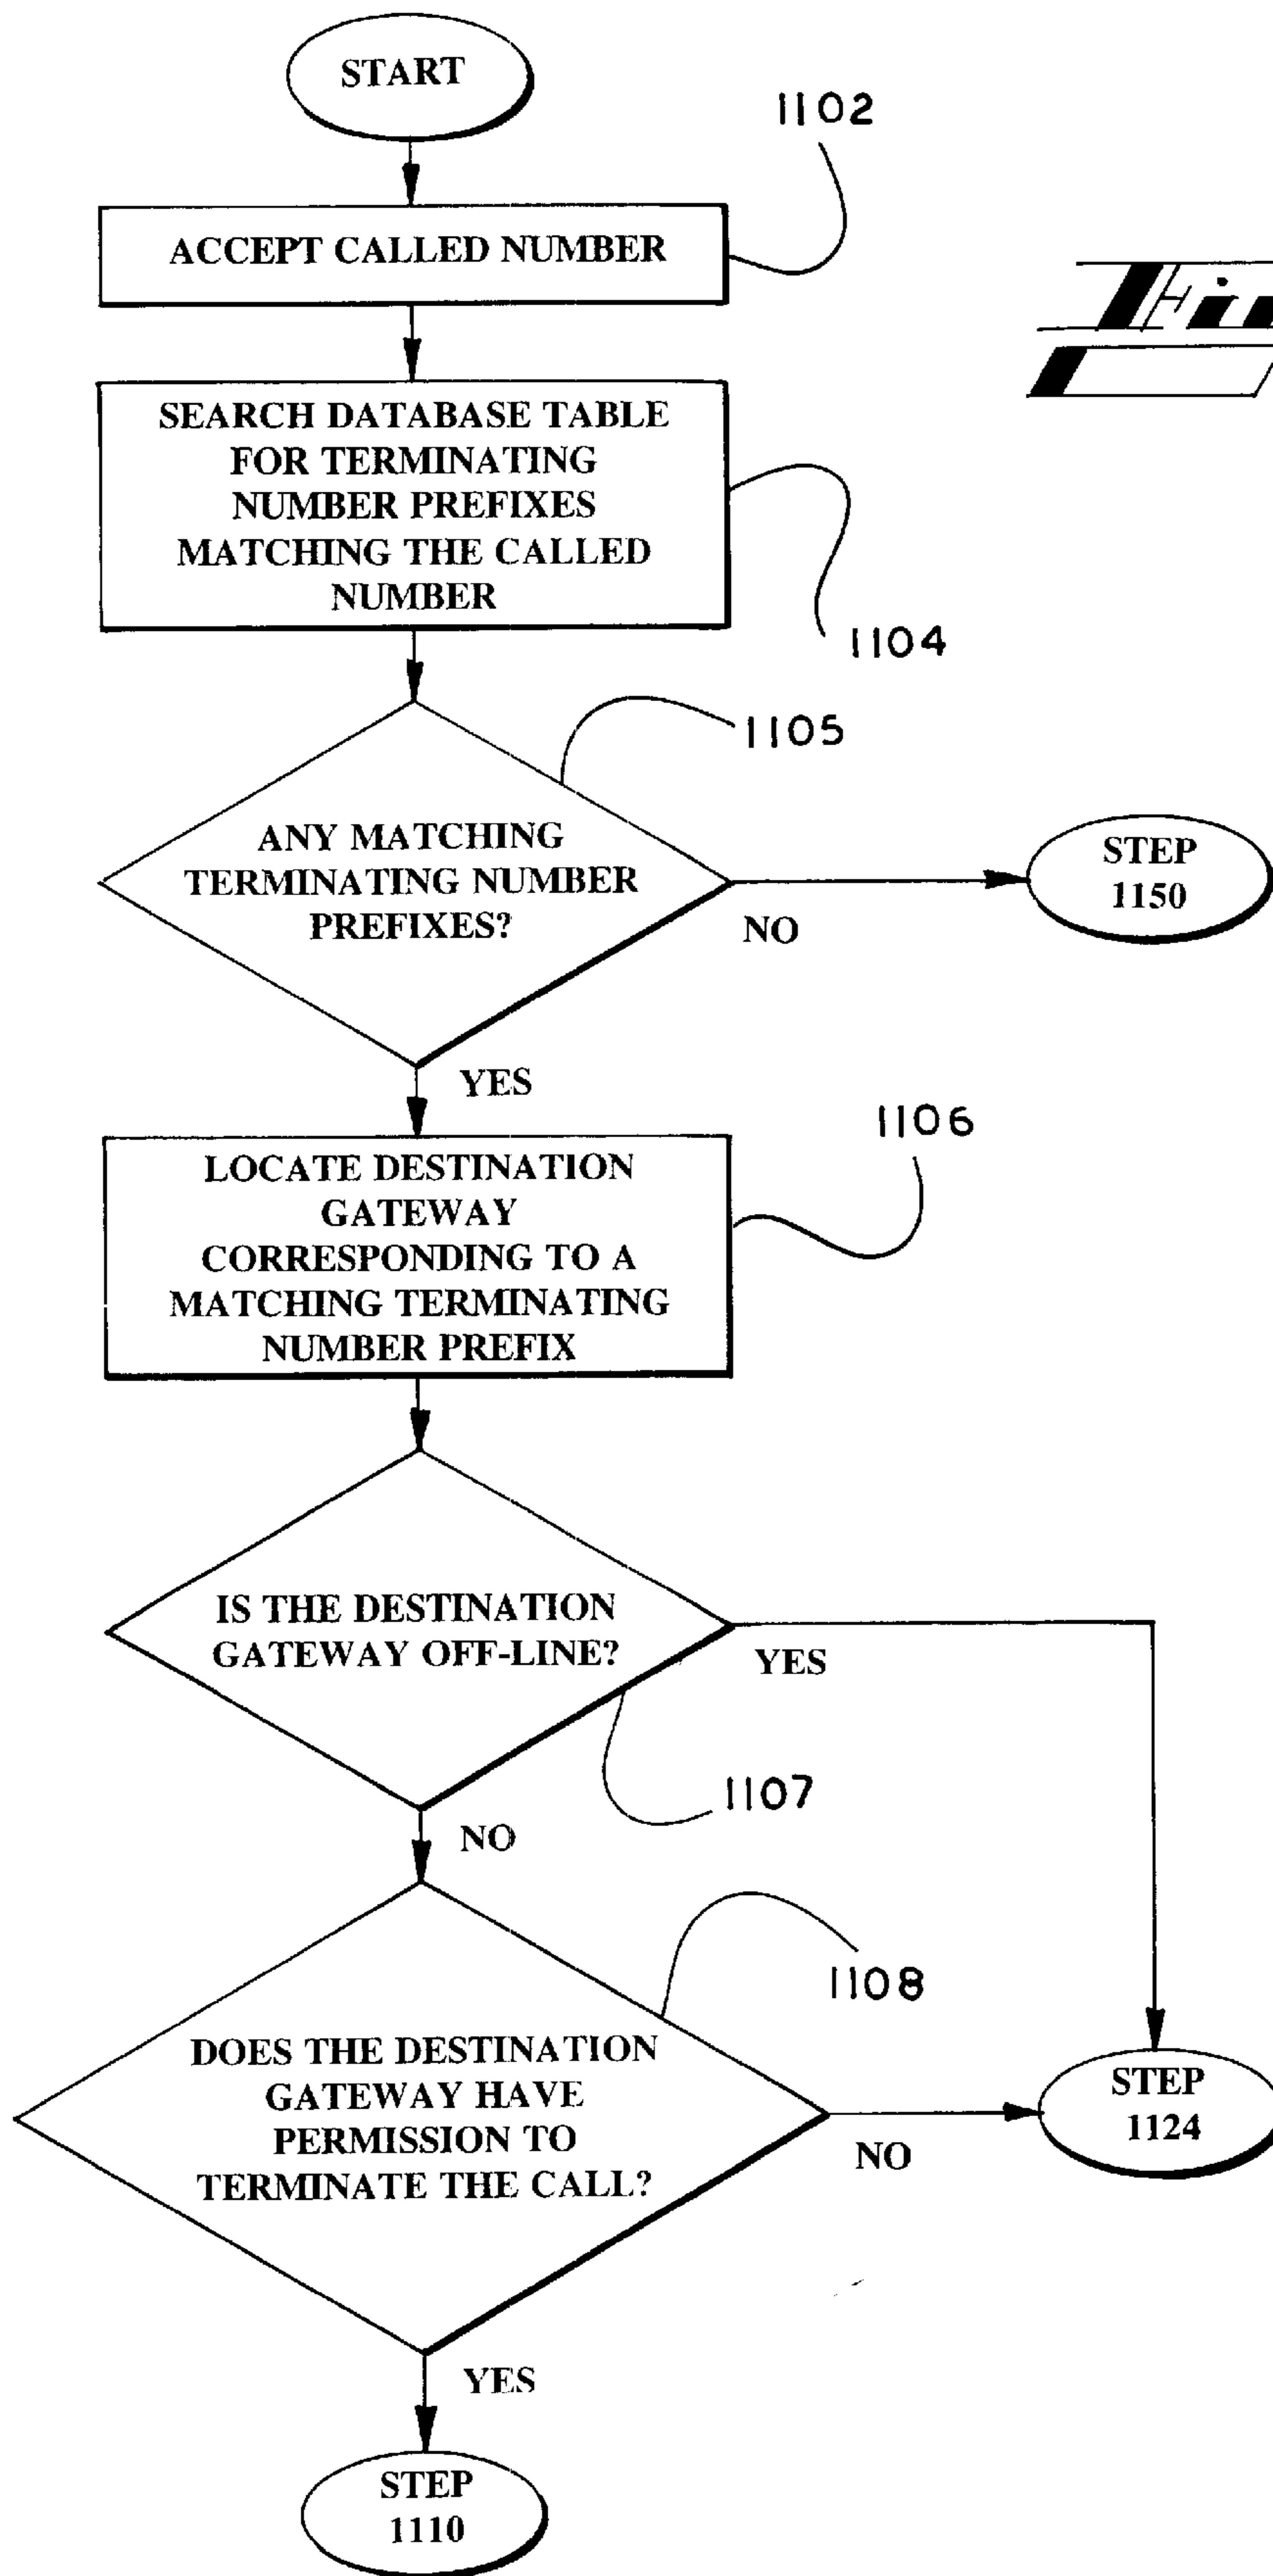 START
1102
ACCEPT CALLED NUMBER
SEARCH DATABASE TABLE
FOR TERMINATING
NUMBER PREFIXES
MATCHING THE CALLED
NUMBER
1104
1105
ANY MATCHING
TERMINATING NUMBER
PREFIXES?
NO
STEP
1150
YES
1106
LOCATE DESTINATION
GATEWAY
CORRESPONDING TO A
MATCHING TERMINATING
NUMBER PREFIX
IS THE DESTINATION
GATEWAY OFF-LINE?
YES
1107
NO
1108
DOES THE DESTINATION
GATEWAY HAVE
PERMISSION TO
TERMINATE THE CALL?
NO
STEP
1124
YES
STEP
1110